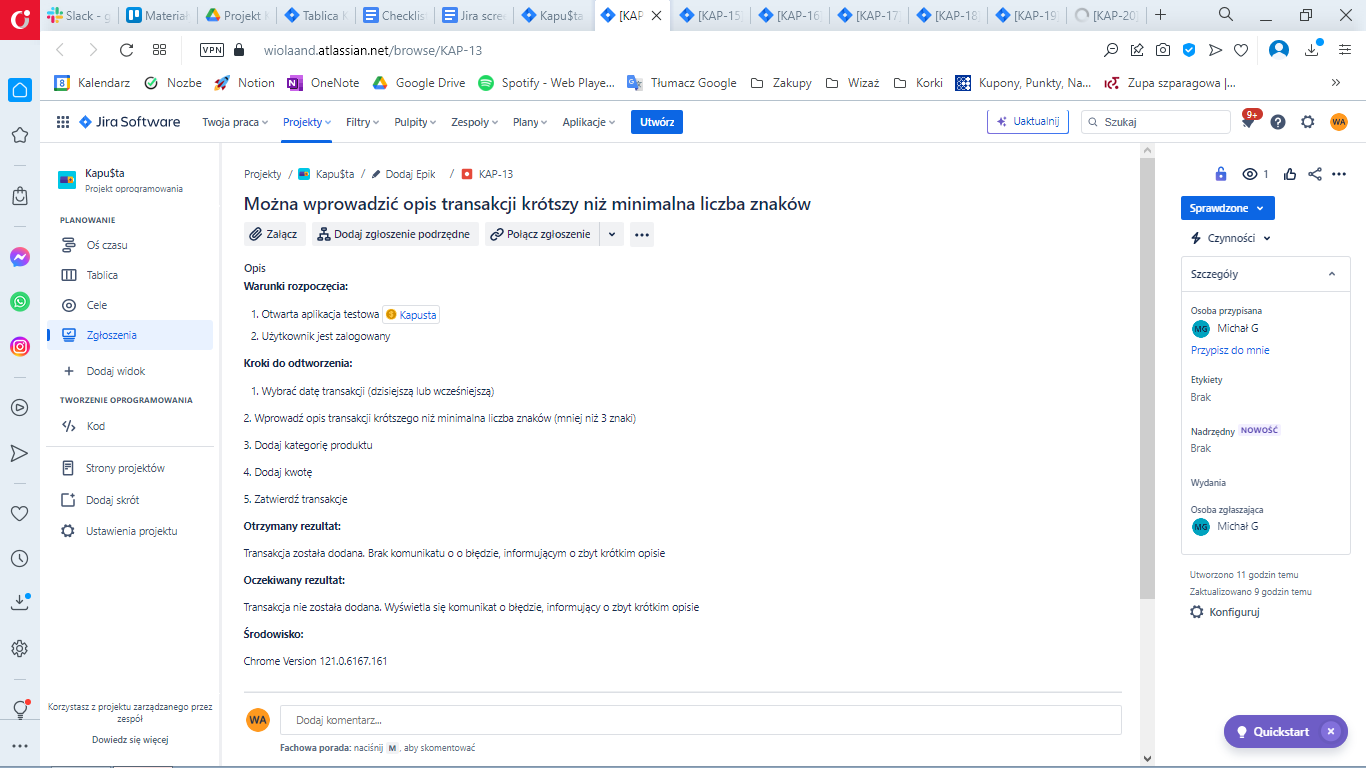 Slack - g
Materiał
Projekt K
Tablica K
Checklist
Jira scre
Kapu$ta
[KAP
[KAP-15]
[KAP-16]
[KAP-17]
[KAP-18]
[KAP-19]
[KAP-20]
VPN
wiolaand.atlassian.net/browse/KAP-13
Kalendarz
Nozbe
Notion
OneNote
Google Drive
Spotify - Web Playe...
Tłumacz Google
Zakupy
Wizaż
Korki
Kupony, Punkty, Na...
Zupa szparagowa |...
Jira Software
Twoja praca
Projekty
Filtry
Pulpity
Zespoły
Plany
Aplikacje
Utwórz
Uaktualnij
Szukaj
9+
WA
Kapu$ta
Projekt oprogramowania
PLANOWANIE
Oś czasu
Tablica
Cele
Zgłoszenia
Dodaj widok
TWORZENIE OPROGRAMOWANIA
Kod
Strony projektów
Dodaj skrót
Ustawienia projektu
Korzystasz z projektu zarządzanego przez
zespół
Dowiedz się więcej
Projekty / Kapu$ta / Dodaj Epik / KAP-13
Można wprowadzić opis transakcji krótszy niż minimalna liczba znaków
Załącz
Dodaj zgłoszenie podrzędne
Połącz zgłoszenie
Opis
Warunki rozpoczęcia:
1. Otwarta aplikacja testowa Kapusta
2. Użytkownik jest zalogowany
Kroki do odtworzenia:
1. Wybrać datę transakcji (dzisiejszą lub wcześniejszą)
2. Wprowadź opis transakcji krótszego niż minimalna liczba znaków (mniej niż 3 znaki)
3. Dodaj kategorię produktu
4. Dodaj kwotę
5. Zatwierdź transakcje
Otrzymany rezultat:
Transakcja została dodana. Brak komunikatu o o błędzie, informującym o zbyt krótkim opisie
Oczekiwany rezultat:
Transakcja nie została dodana. Wyświetla się komunikat o błędzie, informujący o zbyt krótkim opisie
Środowisko:
Chrome Version 121.0.6167.161
WA
Dodaj komentarz...
Fachowa porada: naciśnij M , aby skomentować
1
Sprawdzone
Czynności
Szczegóły
Osoba przypisana
MG Michał G
Przypisz do mnie
Etykiety
Brak
Nadrzędny NOWOŚĆ
Brak
Wydania
Osoba zgłaszająca
MG Michał G
Utworzono 11 godzin temu
Zaktualizowano 9 godzin temu
Konfiguruj
Quickstart